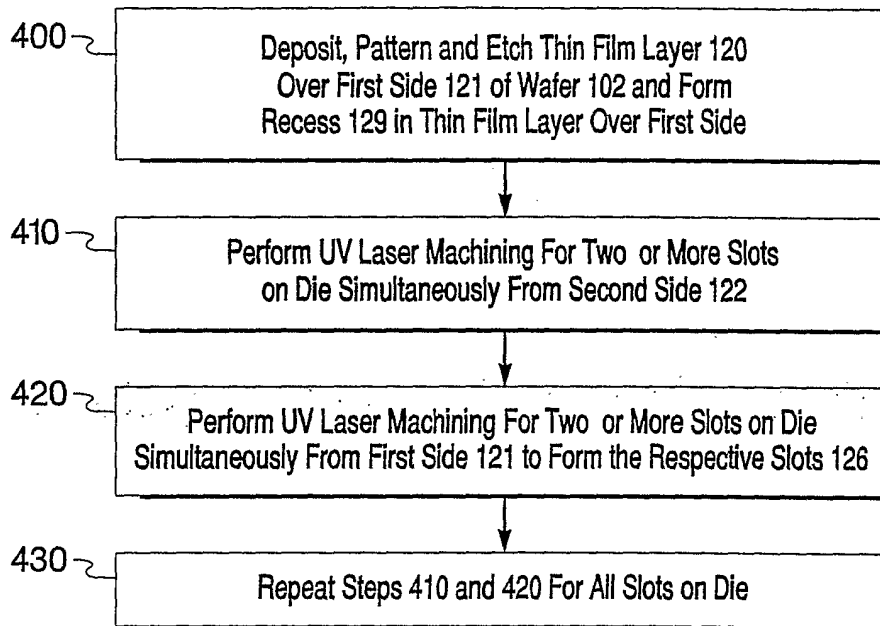 400
Deposit, Pattern and Etch Thin Film Layer 120
Over First Side 121 of Wafer 102 and Form
Recess 129 in Thin Film Layer Over First Side
410
Perform UV Laser Machining For Two or More Slots
on Die Simultaneously From Second Side 122
420
Perform UV Laser Machining For Two or More Slots on Die
Simultaneously From First Side 121 to Form the Respective Slots 126
430
Repeat Steps 410 and 420 For All Slots on Die